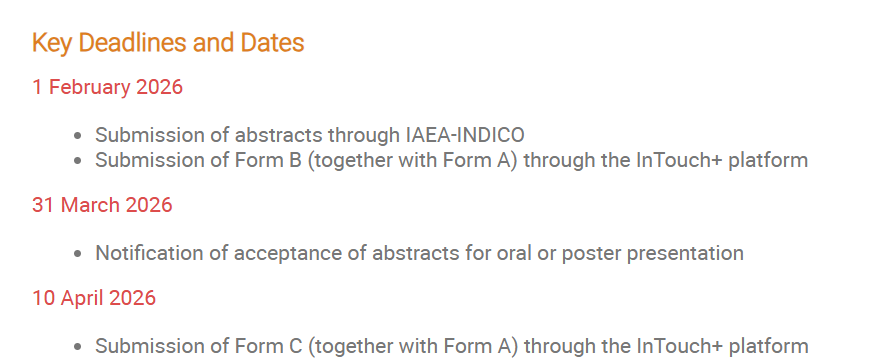 Key Deadlines and Dates
1 February 2026
• Submission of abstracts through IAEA-INDICO
• Submission of Form B (together with Form A) through the InTouch+ platform
31 March 2026
• Notification of acceptance of abstracts for oral or poster presentation
10 April 2026
• Submission of Form C (together with Form A) through the InTouch+ platform